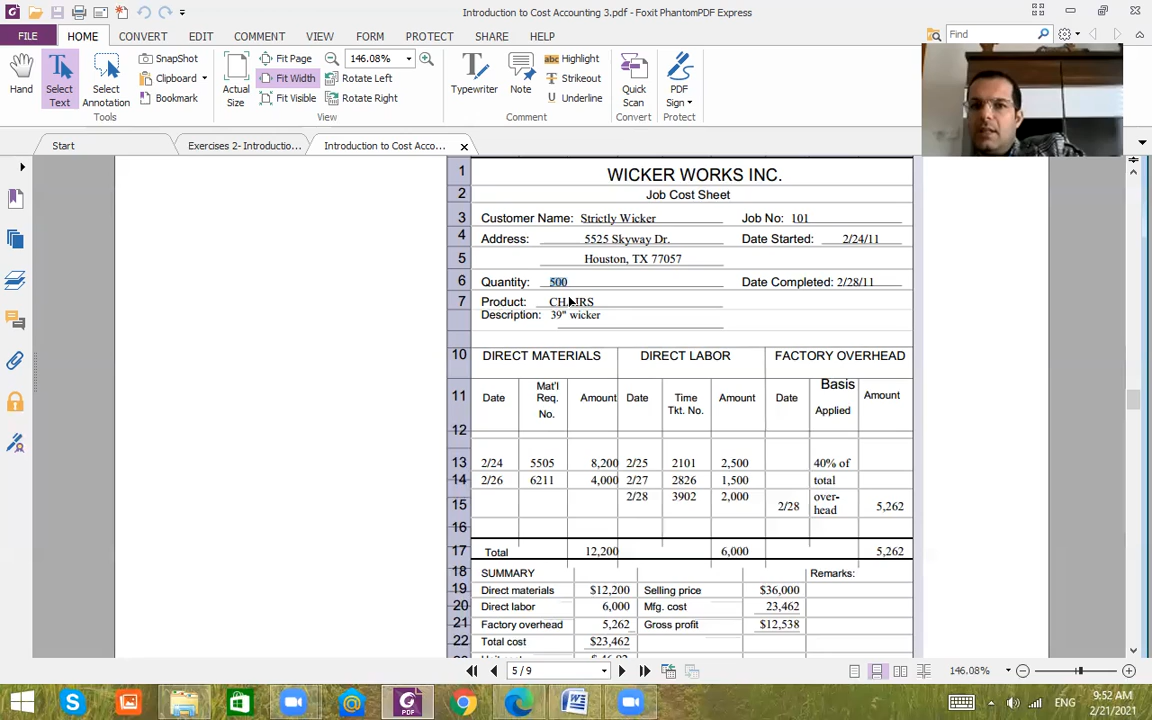 Introduction to Cost Accounting 3.pdf - Foxit PhantomPDF Express
FILE HOME CONVERT EDIT COMMENT VIEW FORM PROTECT SHARE HELP Find
Hand
Select Text
Select Annotation
SnapShot
Clipboard
Bookmark
Tools
Actual Size
Fit Page
Fit Width
Fit Visible
146.08%
Rotate Left
Rotate Right
View
Typewriter
Note
Highlight
Strikeout
Underline
Comment
Quick Scan
Convert
PDF Sign
Protect
Start Exercises 2- Introductio... Introduction to Cost Acco...
1 WICKER WORKS INC.
2 Job Cost Sheet
3 Customer Name: Strictly Wicker Job No: 101
4 Address: 5525 Skyway Dr. Date Started: 2/24/11
5 Houston, TX 77057
6 Quantity: 500 Date Completed: 2/28/11
7 Product: CHAIRS
Description: 39" wicker
10 DIRECT MATERIALS DIRECT LABOR FACTORY OVERHEAD
11 Date Mat'l Req. No. Amount Date Time Tkt. No. Amount Date Basis Applied Amount
12
13 2/24 5505 8,200 2/25 2101 2,500 40% of
14 2/26 6211 4,000 2/27 2826 1,500 total
15 2/28 3902 2,000 2/28 over-head 5,262
16
17 Total 12,200 6,000 5,262
18 SUMMARY Remarks:
19 Direct materials $12,200 Selling price $36,000
20 Direct labor 6,000 Mfg. cost 23,462
21 Factory overhead 5,262 Gross profit $12,538
22 Total cost $23,462
5 / 9 146.08%
PDF
9:52 AM
2/21/2021